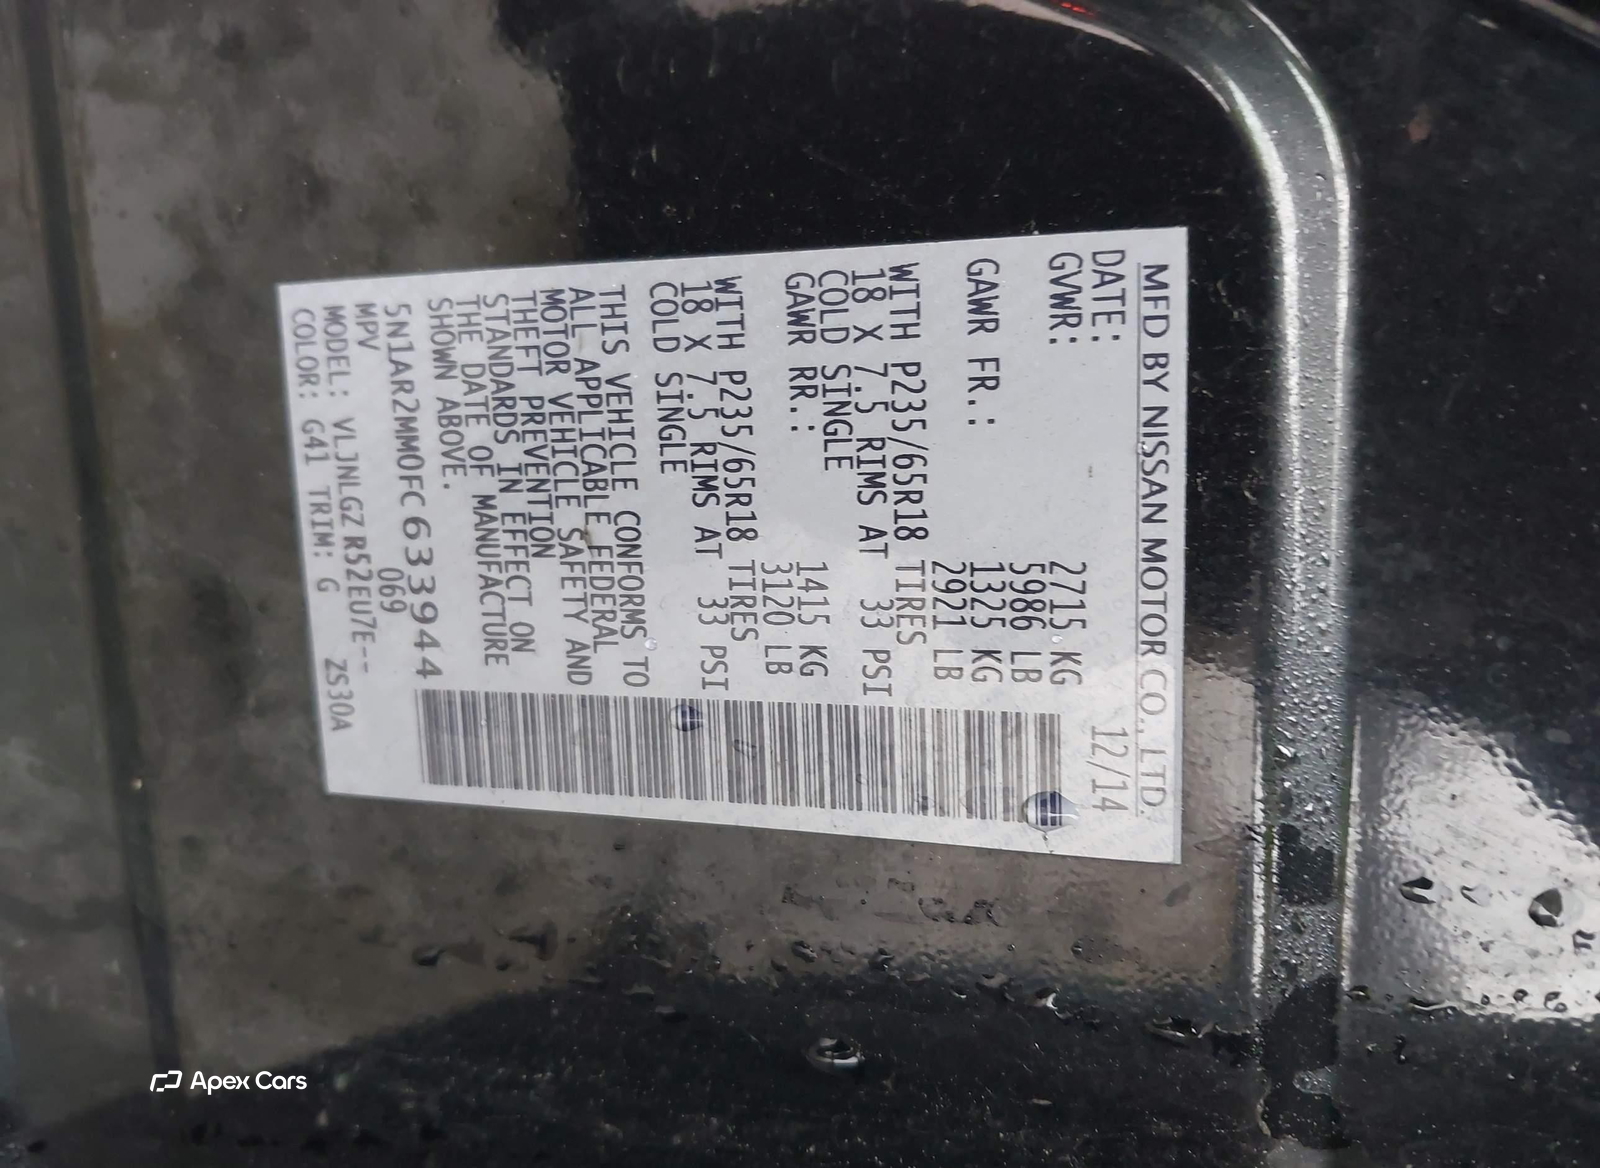 MFD BY NISSAN MOTOR CO., LTD.
DATE: 12/14
GVWR: 2715 KG
5986 LB
GAWR FR.: 1325 KG
2921 LB
WITH P235/65R18 TIRES
18 X 7.5 RIMS AT 33 PSI
COLD SINGLE
GAWR RR.: 1415 KG
3120 LB
WITH P235/65R18 TIRES
18 X 7.5 RIMS AT 33 PSI
COLD SINGLE
THIS VEHICLE CONFORMS TO
ALL APPLICABLE FEDERAL
MOTOR VEHICLE SAFETY AND
THEFT PREVENTION
STANDARDS IN EFFECT ON
THE DATE OF MANUFACTURE
SHOWN ABOVE.
5N1AR2MM0FC633944
MPV 069
MODEL: VLJNLGZ R52EU7E--
COLOR: G41 TRIM: G ZS30A
Apex Cars